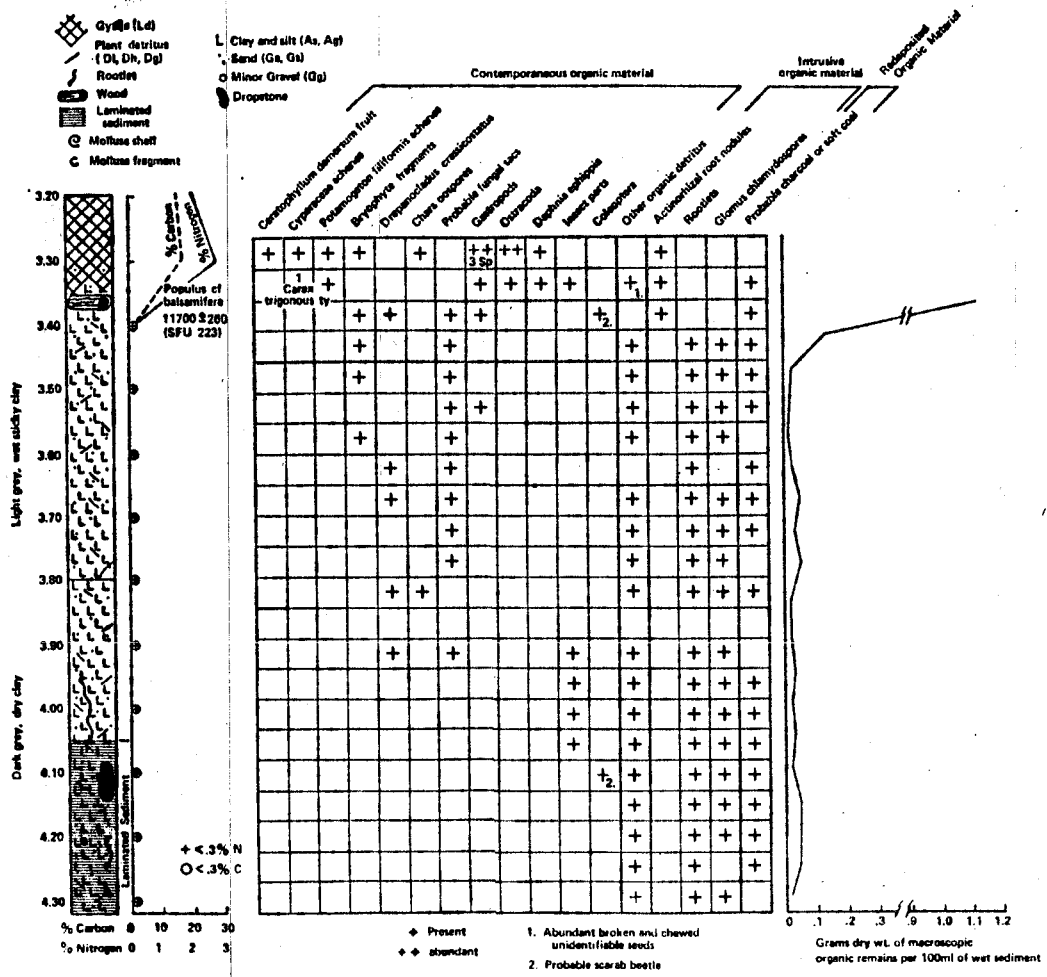 Gyttja (Ld)
Plant detritus
(Dl, Dh, Dg)
Rootlets
Wood
Laminated
sediment
Mollusc shell
Mollusc fragment
Clay and silt (As, Ag)
Sand (Ga, Gs)
Minor Gravel (Gg)
Dropstone
Contemporaneous organic material
Intrusive
organic material
Redeposited
Organic Material
Ceratophyllum demersum fruit
Cyperaceae achenes
Potamogeton filiformis achenes
Bryophyte fragments
Drepanocladus crassicostatus
Chara oospores
Probable fungal sacs
Gastropods
Ostracoda
Daphnia ephippia
Insect parts
Coleoptera
Other organic detritus
Actinorhizal root nodules
Rootlets
Glomus chlamydospores
Probable charcoal or soft coal
3.20
3.30
3.40
3.50
3.60
3.70
3.80
3.90
4.00
6.10
4.20
4.30
Light grey, wet sticky clay
Dark grey, dry clay
Laminated Sediment
% Carbon
% Nitrogen
Populus cf
balsamifera
11700 ± 260
(SFU 223)
+ + + + + + + + + + +
3 Sp
1
Carex
trigonous ty
+ + + + + + 1. + +
+ + + + + 2. + +
+ + + + + +
+ + + + + +
+ + + + + +
+ + + + +
+ + + +
+ + + + + +
+ + + + +
+ + + +
+ + + + + +
+ + + + + +
+ + + + +
+ + + + +
+ + + + +
+ 2. + + + +
+ + + +
+ + + +
+ + + +
+ + +
+ < .3% N
O < .3% C
% Carbon 0 10 20 30
% Nitrogen 0 1 2 3
+ Present
++ abundant
1. Abundant broken and chewed
unidentifiable seeds
2. Probable scarab beetle
0 .1 .2 .3 .9 1.0 1.1 1.2
Grams dry wt. of macroscopic
organic remains per 100ml of wet sediment